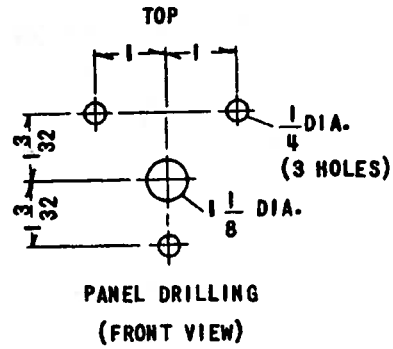 TOP
1 1
1 3/32
1/4 DIA.
(3 HOLES)
1 3/32
1 1/8 DIA.
PANEL DRILLING
(FRONT VIEW)